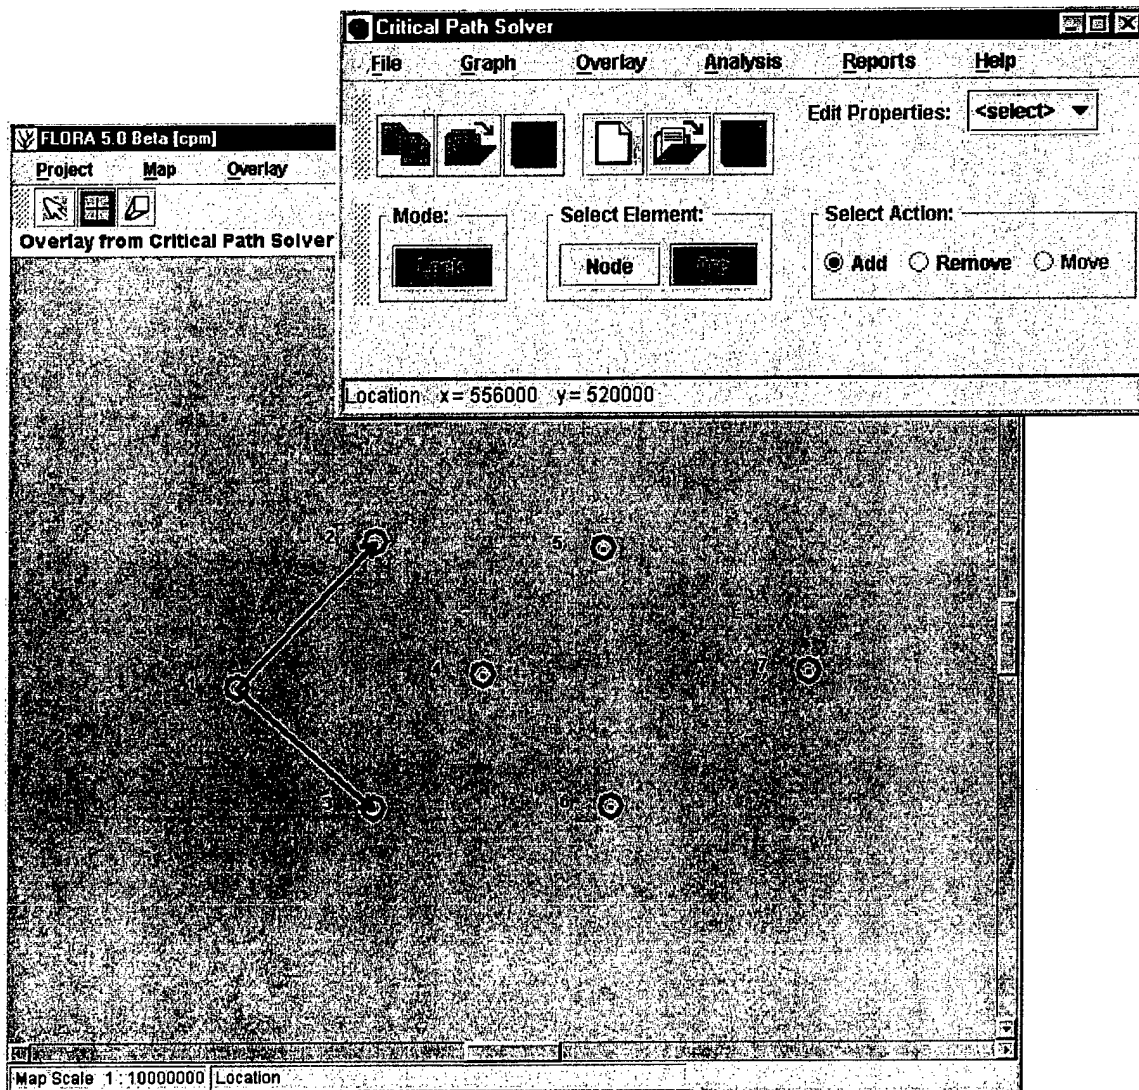 Critical Path Solver
File Graph Overlay Analysis Reports Help
Edit Properties: <select>
Mode: Select Element: Select Action:
Node Add Remove Move
Location x= 556000 y= 520000
FLORA 5.0 Beta [cpm]
Project Map Overlay
Overlay from Critical Path Solver
2 5
4 7
3 6
Map Scale 1 : 10000000 Location